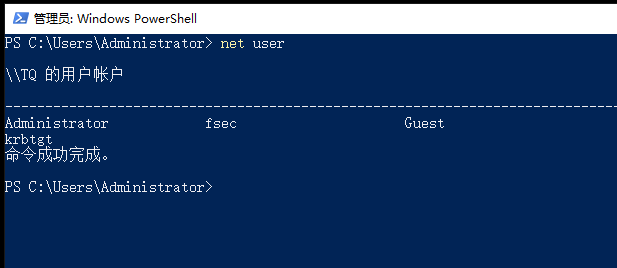 管理员: Windows PowerShell
PS C:\Users\Administrator> net user
\\TQ 的用户帐户
-------------------------------------------------------------------------------
Administrator            fsec                     Guest
krbtgt
命令成功完成。
PS C:\Users\Administrator>